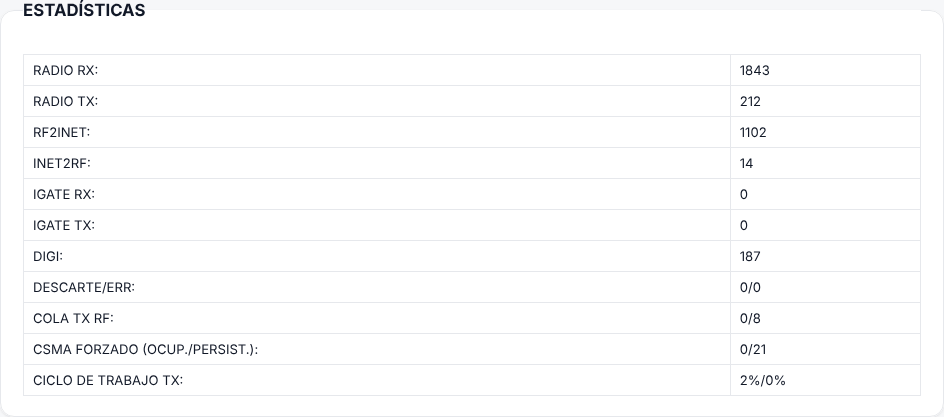 ESTADÍSTICAS
RADIO RX: 1843
RADIO TX: 212
RF2INET: 1102
INET2RF: 14
IGATE RX: 0
IGATE TX: 0
DIGI: 187
DESCARTE/ERR: 0/0
COLA TX RF: 0/8
CSMA FORZADO (OCUP./PERSIST.): 0/21
CICLO DE TRABAJO TX: 2%/0%